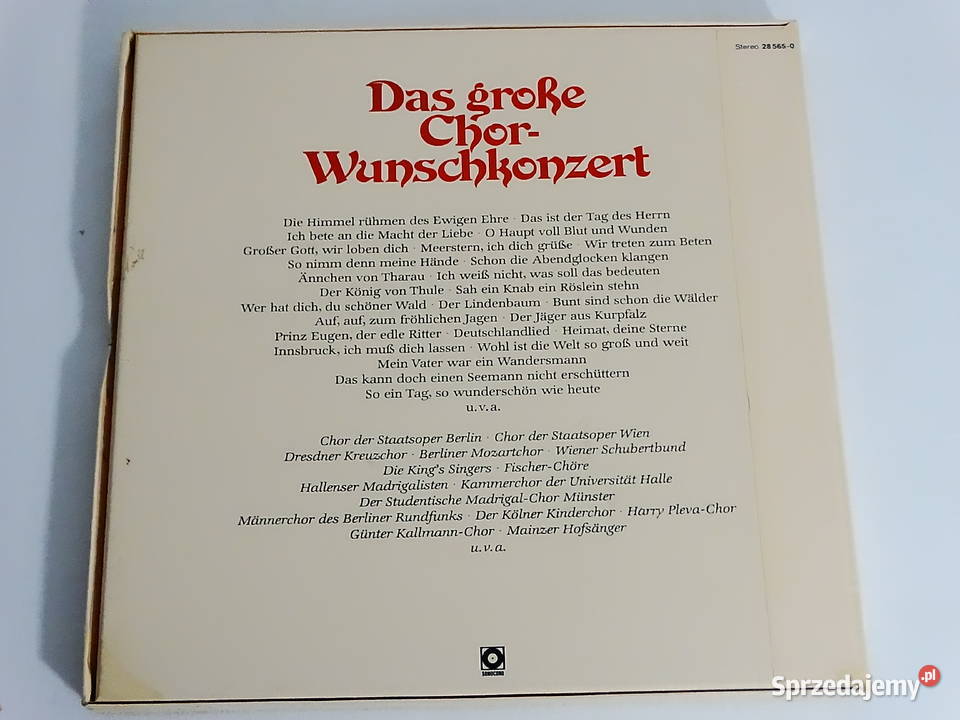 Stereo 28 565-0
Das große
Chor-
Wunschkonzert
Die Himmel rühmen des Ewigen Ehre · Das ist der Tag des Herrn
Ich bete an die Macht der Liebe · O Haupt voll Blut und Wunden
Großer Gott, wir loben dich · Meerstern, ich dich grüße · Wir treten zum Beten
So nimm denn meine Hände · Schon die Abendglocken klangen
Ännchen von Tharau · Ich weiß nicht, was soll das bedeuten
Der König von Thule · Sah ein Knab ein Röslein stehn
Wer hat dich, du schöner Wald · Der Lindenbaum · Bunt sind schon die Wälder
Auf, auf, zum fröhlichen Jagen · Der Jäger aus Kurpfalz
Prinz Eugen, der edle Ritter · Deutschlandlied · Heimat, deine Sterne
Innsbruck, ich muß dich lassen · Wohl ist die Welt so groß und weit
Mein Vater war ein Wandersmann
Das kann doch einen Seemann nicht erschüttern
So ein Tag, so wunderschön wie heute
u.v.a.
Chor der Staatsoper Berlin · Chor der Staatsoper Wien
Dresdner Kreuzchor · Berliner Mozartchor · Wiener Schubertbund
Die King's Singers · Fischer-Chöre
Hallenser Madrigalisten · Kammerchor der Universität Halle
Der Studentische Madrigal-Chor Münster
Männerchor des Berliner Rundfunks · Der Kölner Kinderchor · Harry Pleva-Chor
Günter Kallmann-Chor · Mainzer Hofsänger
u.v.a.
SONOCORD
Sprzedajemy.pl